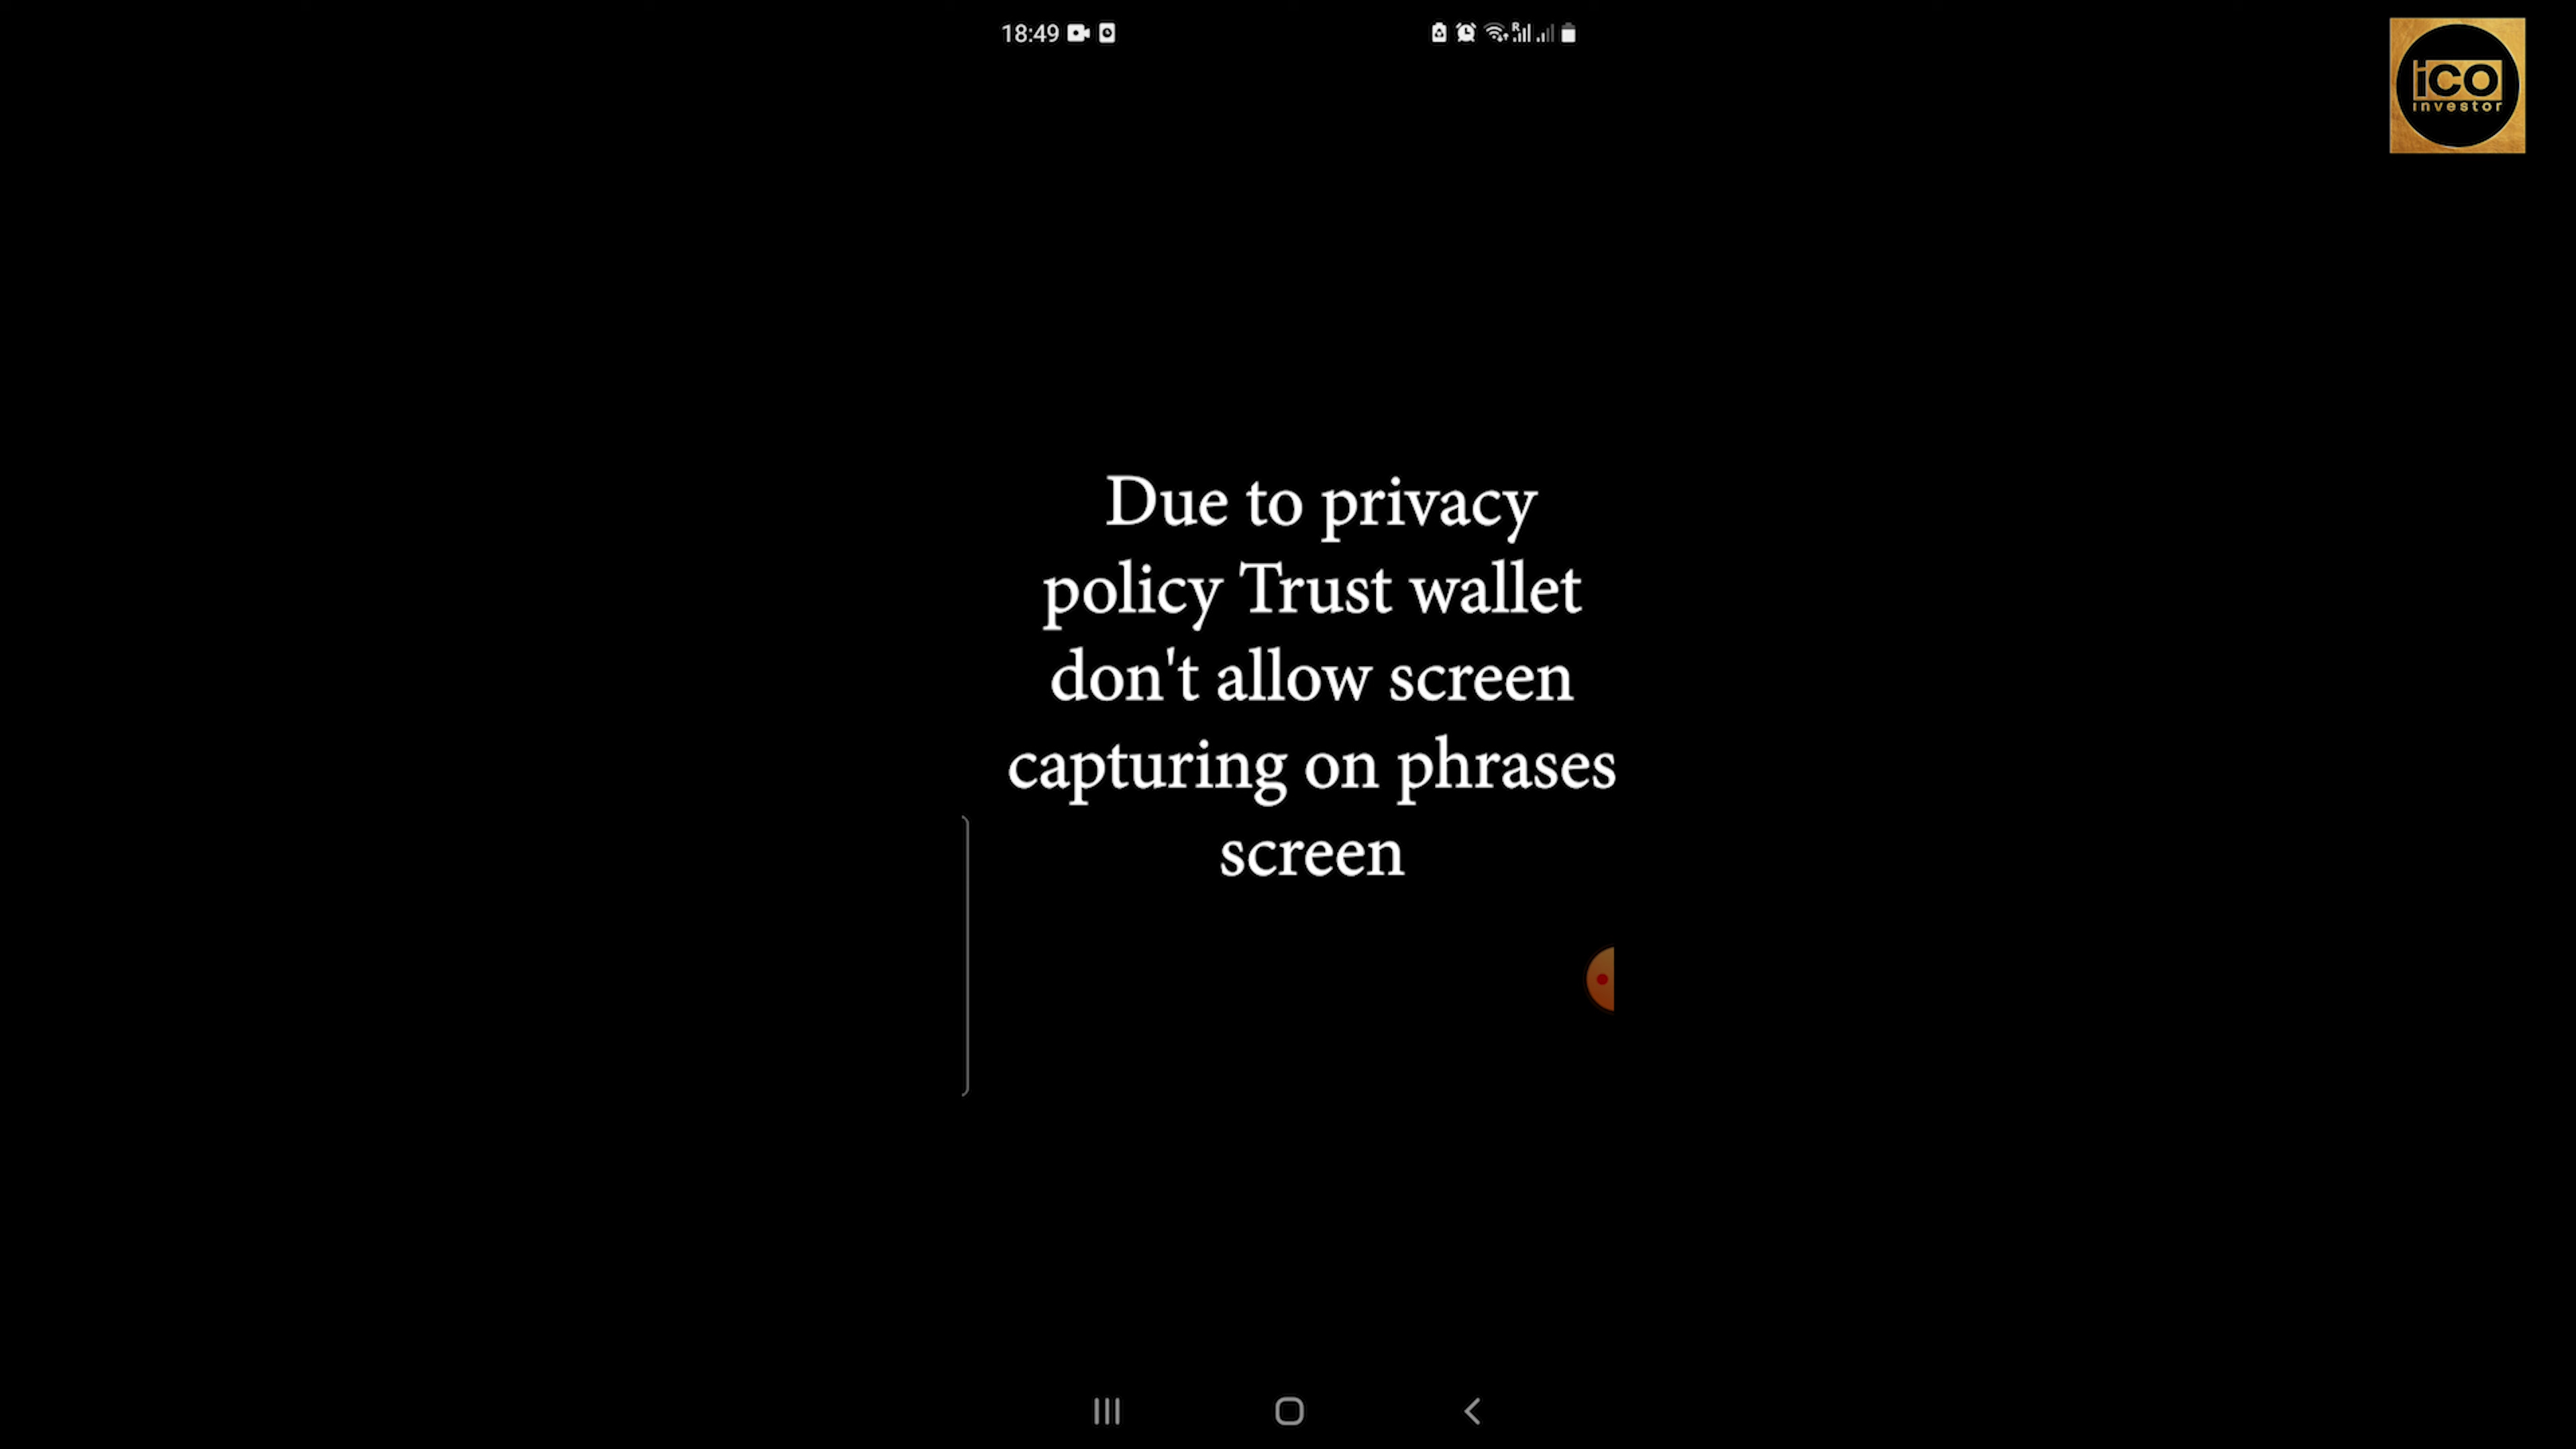 18:49
iCO
investor
Due to privacy
policy Trust wallet
don't allow screen
capturing on phrases
screen